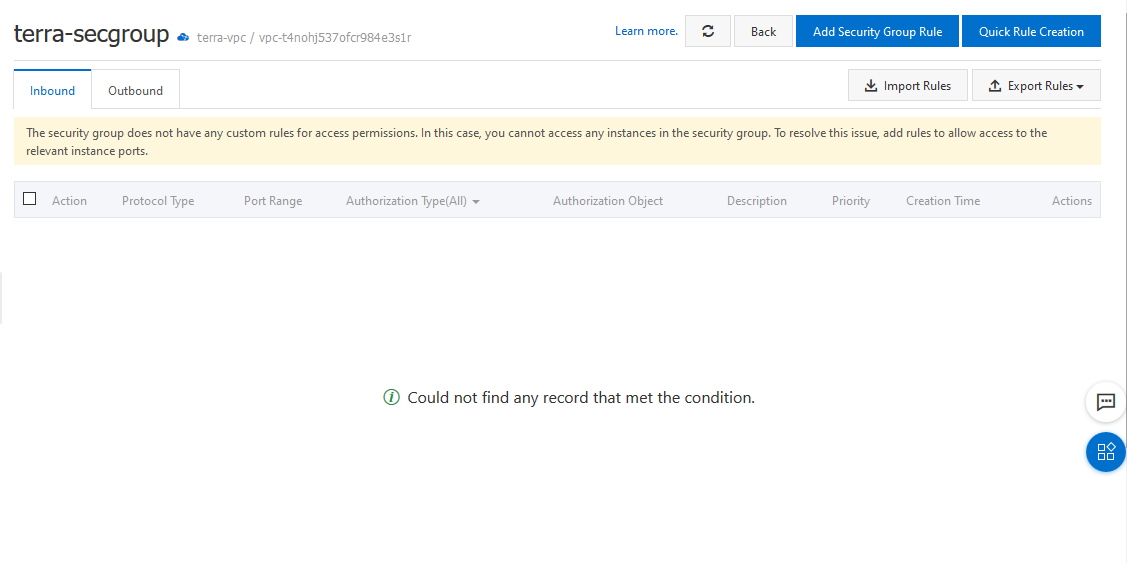 terra-secgroup terra-vpc / vpc-t4nohj537ofcr984e3s1r Learn more. Back Add Security Group Rule Quick Rule Creation
Inbound Outbound Import Rules Export Rules
The security group does not have any custom rules for access permissions. In this case, you cannot access any instances in the security group. To resolve this issue, add rules to allow access to the
relevant instance ports.
Action Protocol Type Port Range Authorization Type(All) Authorization Object Description Priority Creation Time Actions
Could not find any record that met the condition.